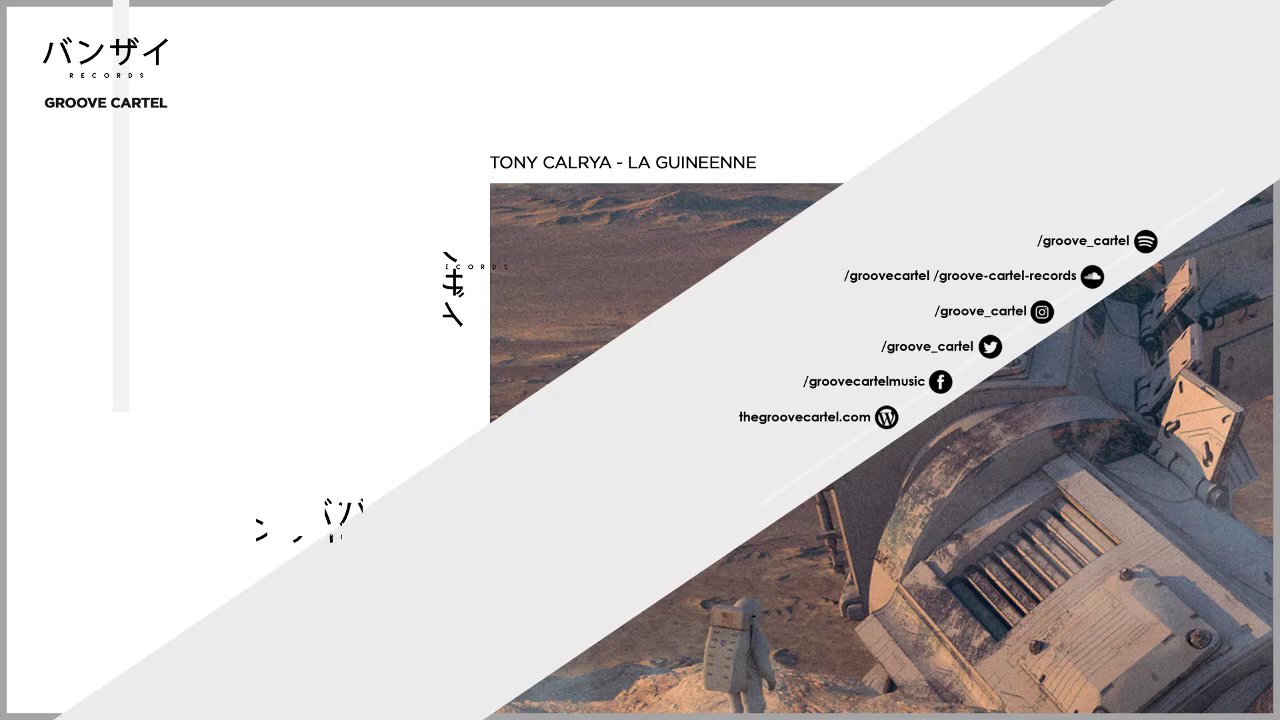 バンザイ
RECORDS
GROOVE CARTEL
TONY CALRYA - LA GUINEENNE
/groove_cartel
/groovecartel /groove-cartel-records
/groove_cartel
/groove_cartel
/groovecartelmusic
thegroovecartel.com